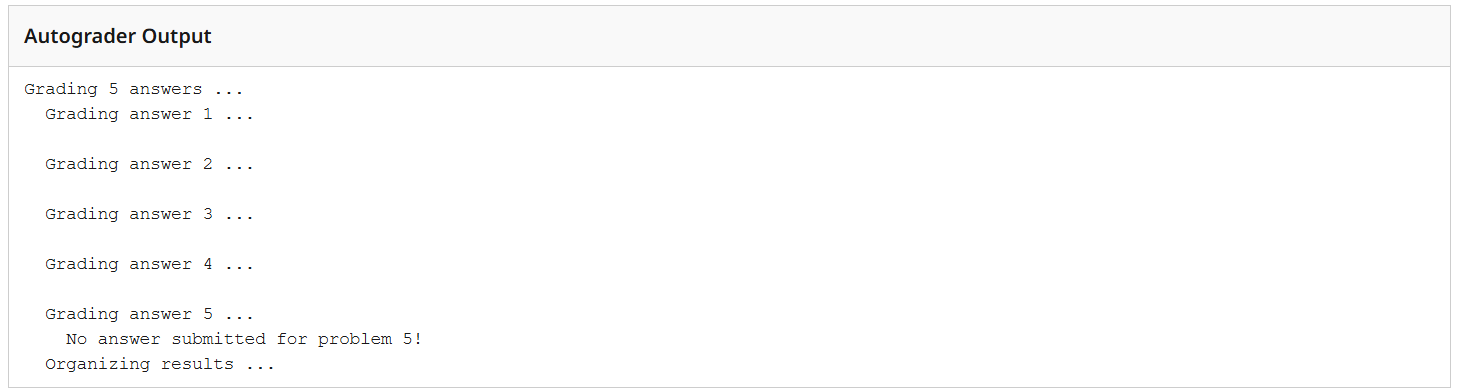 Autograder Output
Grading 5 answers ...
Grading answer 1 ...
Grading answer 2 ...
Grading answer 3 ...
Grading answer 4 ...
Grading answer 5 ...
No answer submitted for problem 5!
Organizing results ...